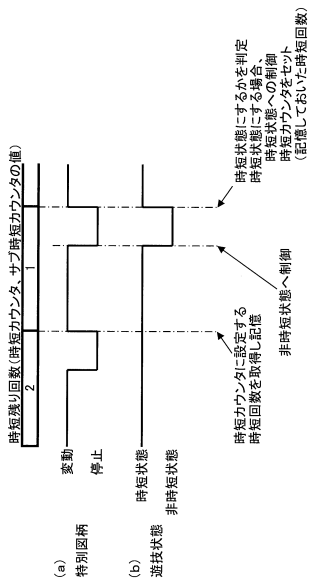 時短残り回数(時短カウンタ、サブ時短カウンタの値)
2
1
(a)
特別図柄
変動
停止
(b)
遊技状態
時短状態
非時短状態
時短カウンタに設定する
時短回数を取得し記憶
非時短状態へ制御
時短状態にするかを判定
時短状態にする場合、
時短状態への制御
時短カウンタをセット
(記憶しておいた時短回数)